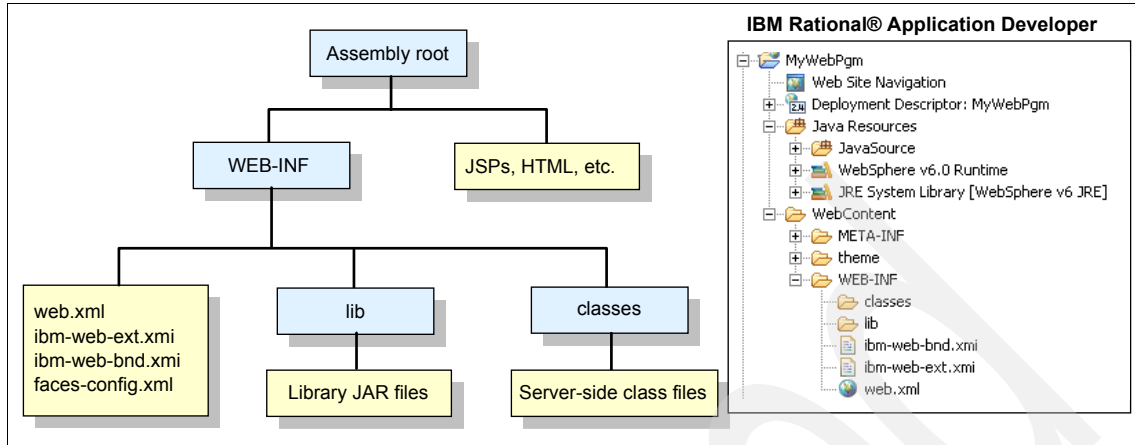 Assembly root
WEB-INF
JSPs, HTML, etc.
web.xml
ibm-web-ext.xmi
ibm-web-bnd.xmi
faces-config.xml
lib
classes
Library JAR files
Server-side class files
IBM Rational® Application Developer
MyWebPgm
Web Site Navigation
2.4 Deployment Descriptor: MyWebPgm
Java Resources
JavaSource
WebSphere v6.0 Runtime
JRE System Library [WebSphere v6 JRE]
WebContent
META-INF
theme
WEB-INF
classes
lib
ibm-web-bnd.xmi
ibm-web-ext.xmi
web.xml